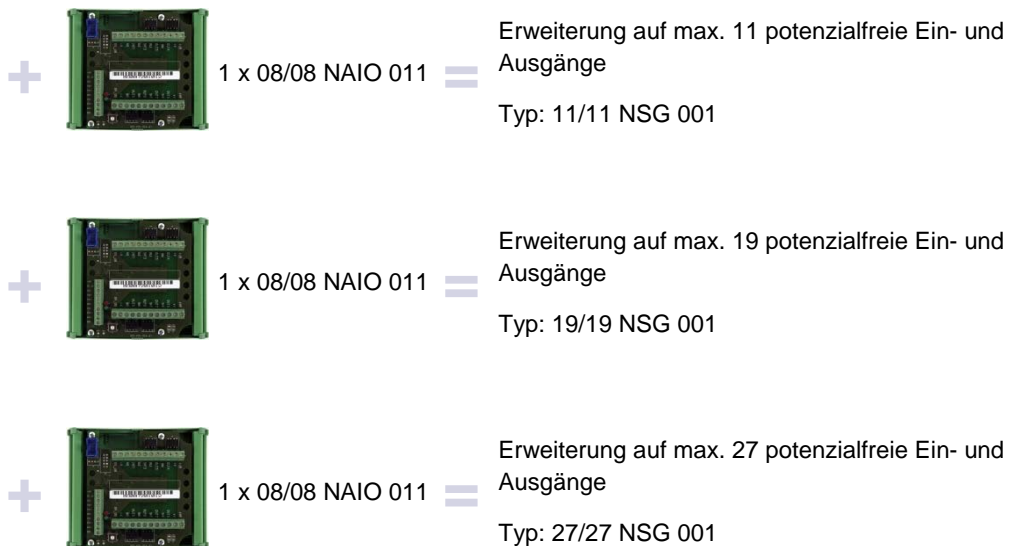 1 x 08/08 NAIO 011
Erweiterung auf max. 11 potenzialfreie Ein- und
Ausgänge
Typ: 11/11 NSG 001
1 x 08/08 NAIO 011
Erweiterung auf max. 19 potenzialfreie Ein- und
Ausgänge
Typ: 19/19 NSG 001
1 x 08/08 NAIO 011
Erweiterung auf max. 27 potenzialfreie Ein- und
Ausgänge
Typ: 27/27 NSG 001